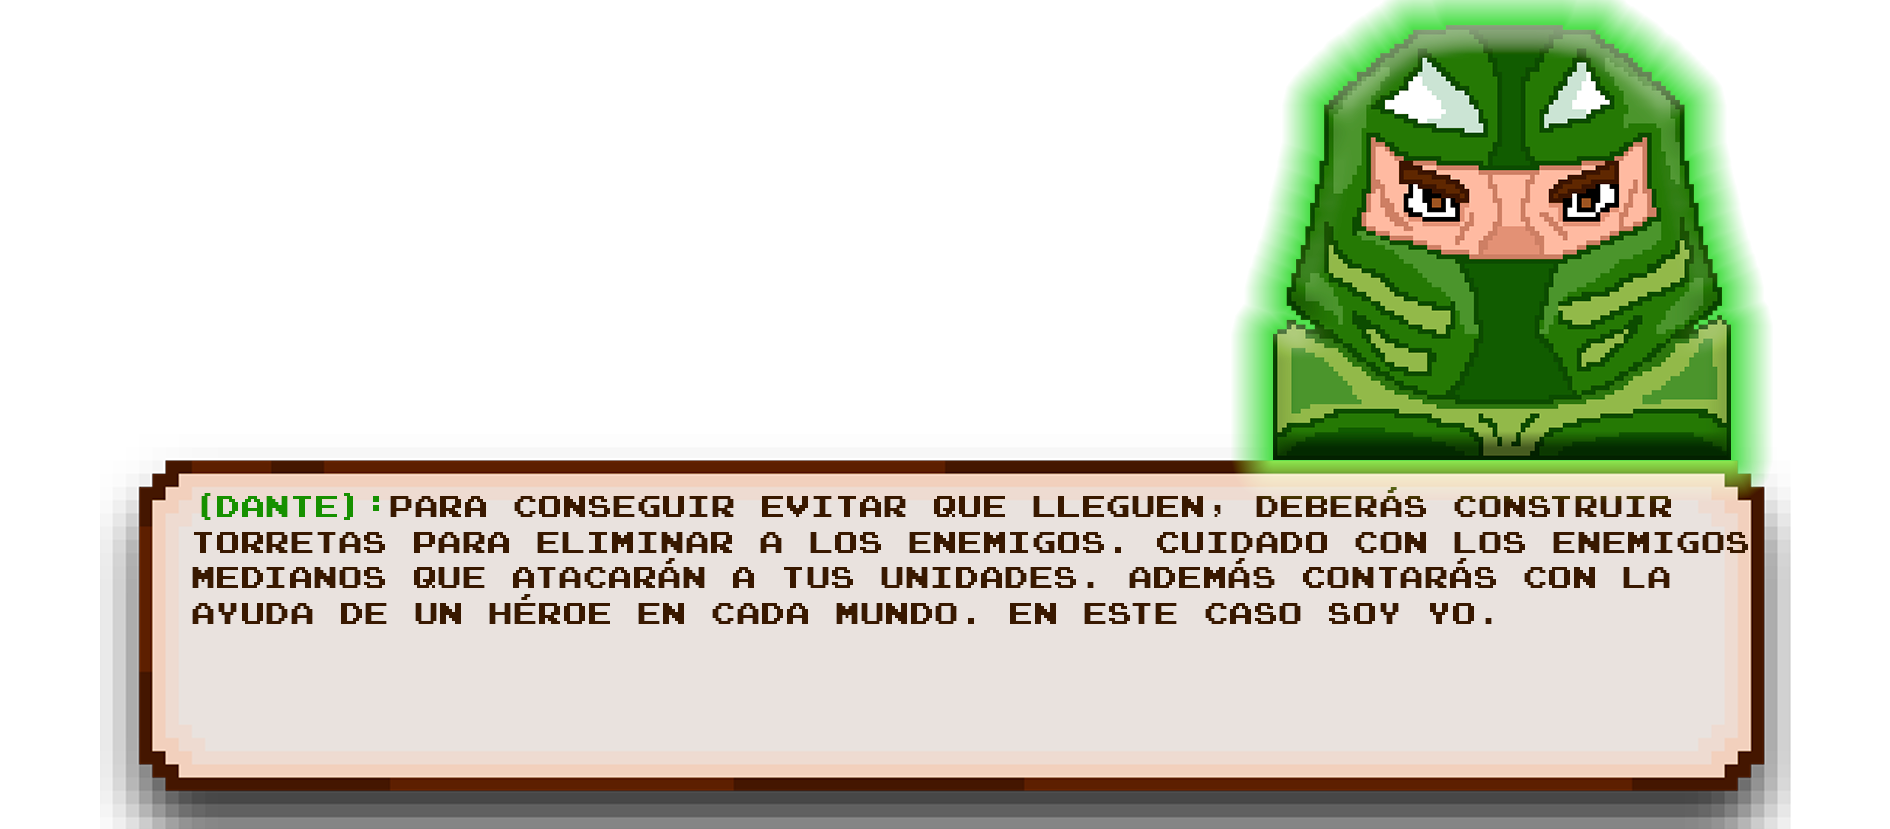 (DANTE):PARA CONSEGUIR EVITAR QUE LLEGUEN, DEBERÁS CONSTRUIR
TORRETAS PARA ELIMINAR A LOS ENEMIGOS. CUIDADO CON LOS ENEMIGOS
MEDIANOS QUE ATACARÁN A TUS UNIDADES. ADEMÁS CONTARÁS CON LA
AYUDA DE UN HÉROE EN CADA MUNDO. EN ESTE CASO SOY YO.